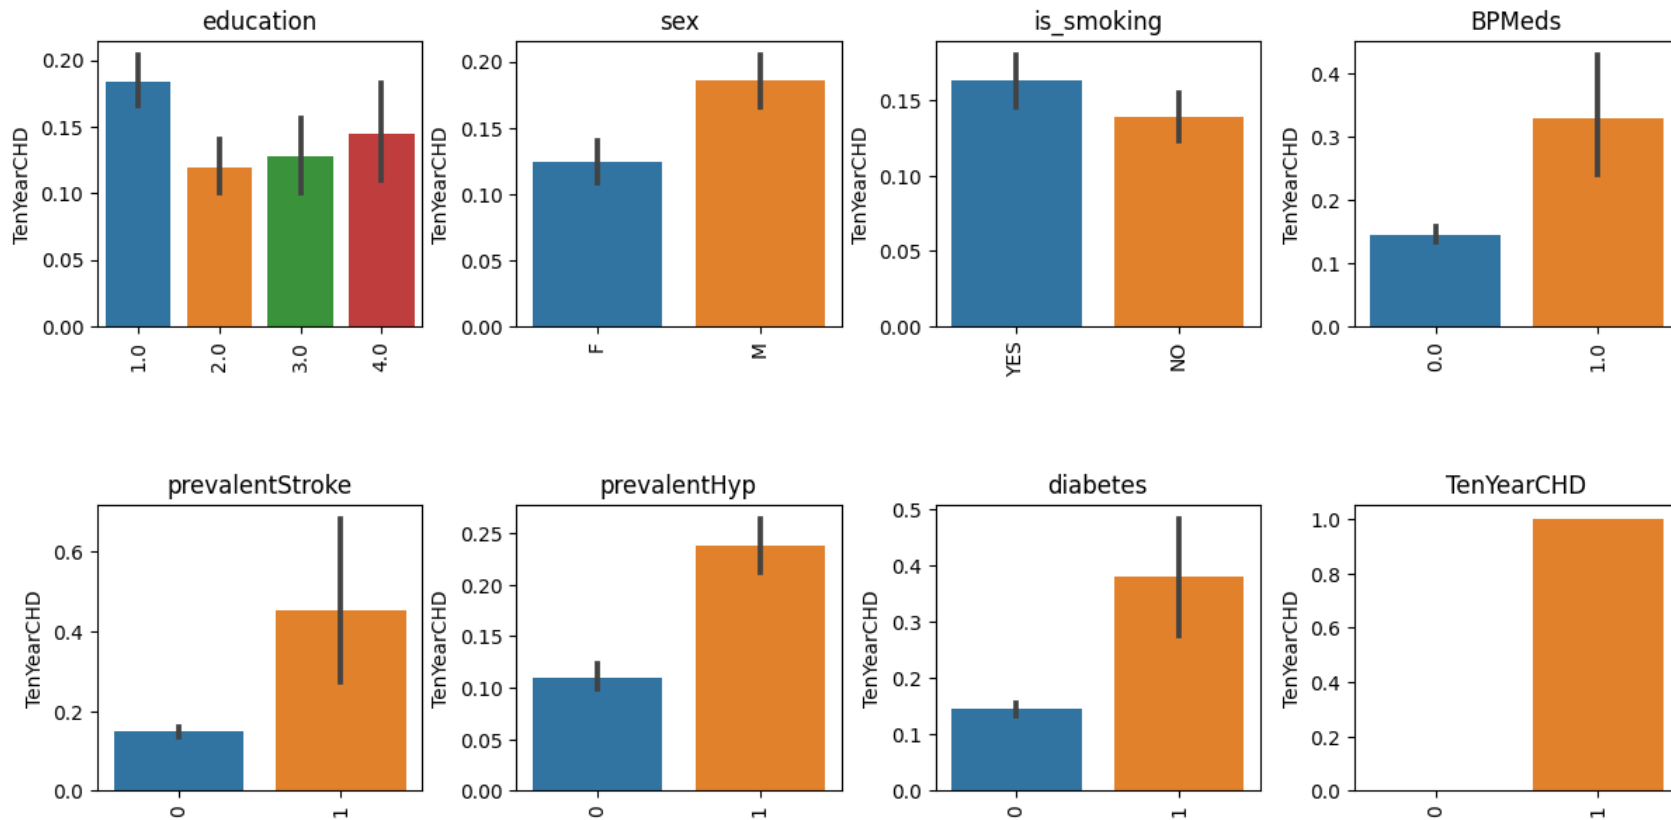 education
0.20
0.15
0.10
0.05
0.00
TenYearCHD
1.0
2.0
3.0
4.0
sex
0.20
0.15
0.10
0.05
0.00
TenYearCHD
F
M
is_smoking
0.15
0.10
0.05
0.00
TenYearCHD
YES
NO
BPMeds
0.4
0.3
0.2
0.1
0.0
TenYearCHD
0.0
1.0
prevalentStroke
0.6
0.4
0.2
0.0
TenYearCHD
0
1
prevalentHyp
0.25
0.20
0.15
0.10
0.05
0.00
TenYearCHD
0
1
diabetes
0.5
0.4
0.3
0.2
0.1
0.0
TenYearCHD
0
1
TenYearCHD
1.0
0.8
0.6
0.4
0.2
0.0
TenYearCHD
0
1